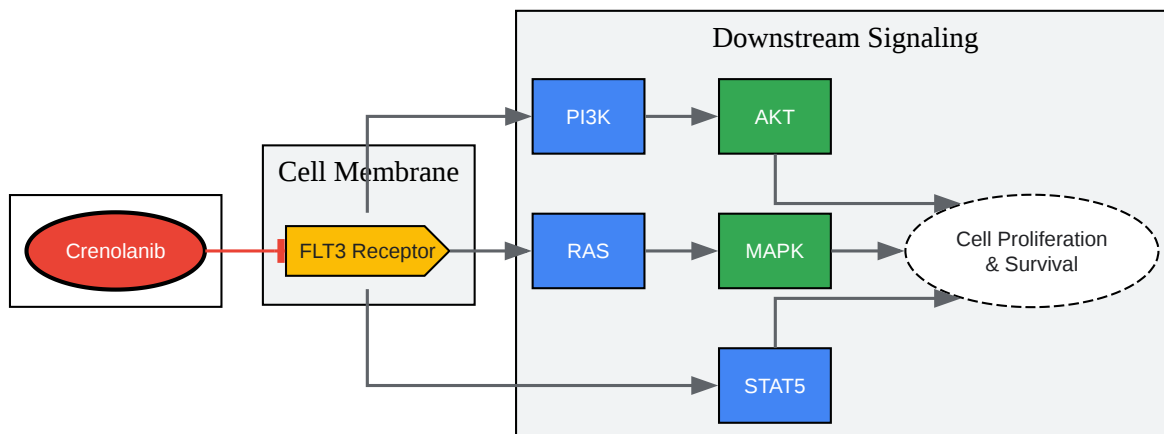 Downstream Signaling
PI3K
AKT
Cell Membrane
Crenolanib
FLT3 Receptor
RAS
MAPK
Cell Proliferation
& Survival
STAT5